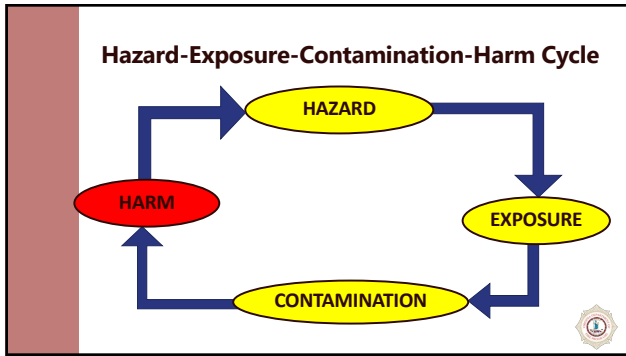 Hazard-Exposure-Contamination-Harm Cycle
HAZARD
EXPOSURE
CONTAMINATION
HARM